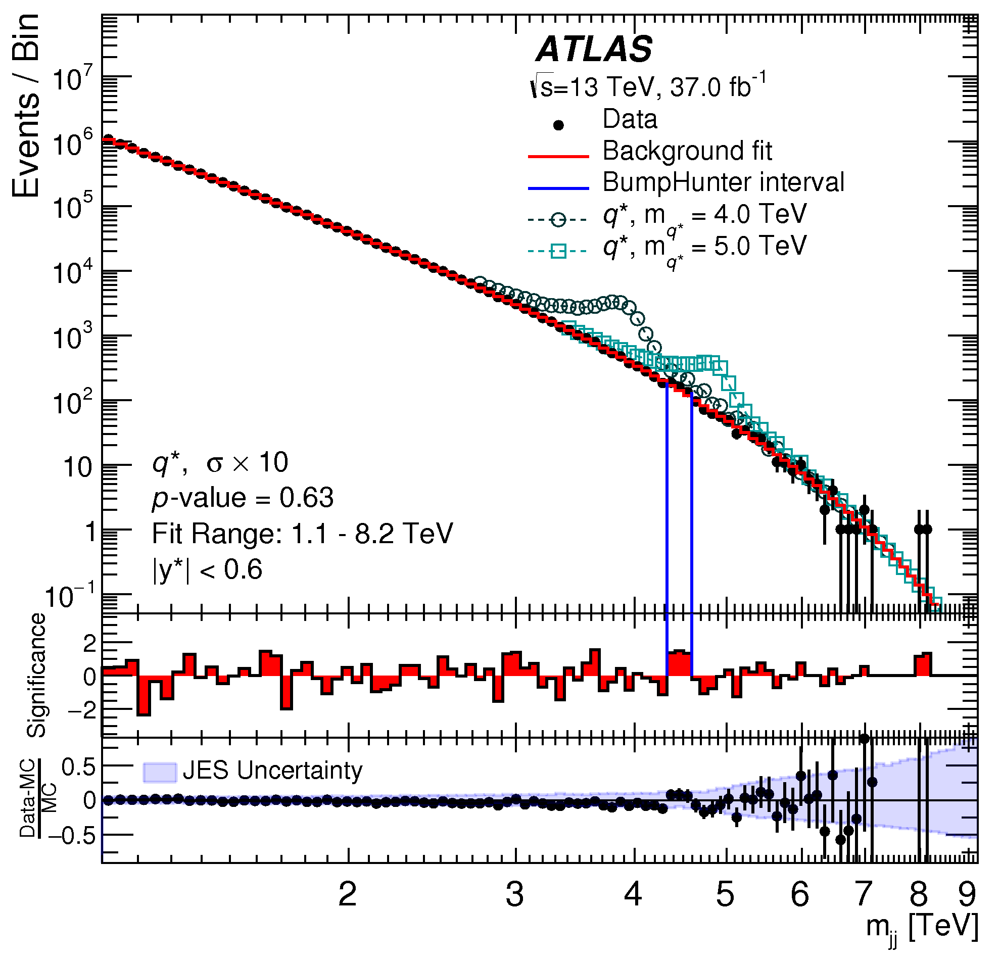 Events / Bin
10⁷
10⁶
10⁵
10⁴
10³
10²
10
1
10⁻¹
ATLAS
√s=13 TeV, 37.0 fb⁻¹
Data
Background fit
BumpHunter interval
q*, m_q* = 4.0 TeV
q*, m_q* = 5.0 TeV
q*, σ × 10
p-value = 0.63
Fit Range: 1.1 - 8.2 TeV
|y*| < 0.6
Significance
2
0
−2
Data-MC
MC
0.5
0
−0.5
JES Uncertainty
2 3 4 5 6 7 8 9
m_jj [TeV]